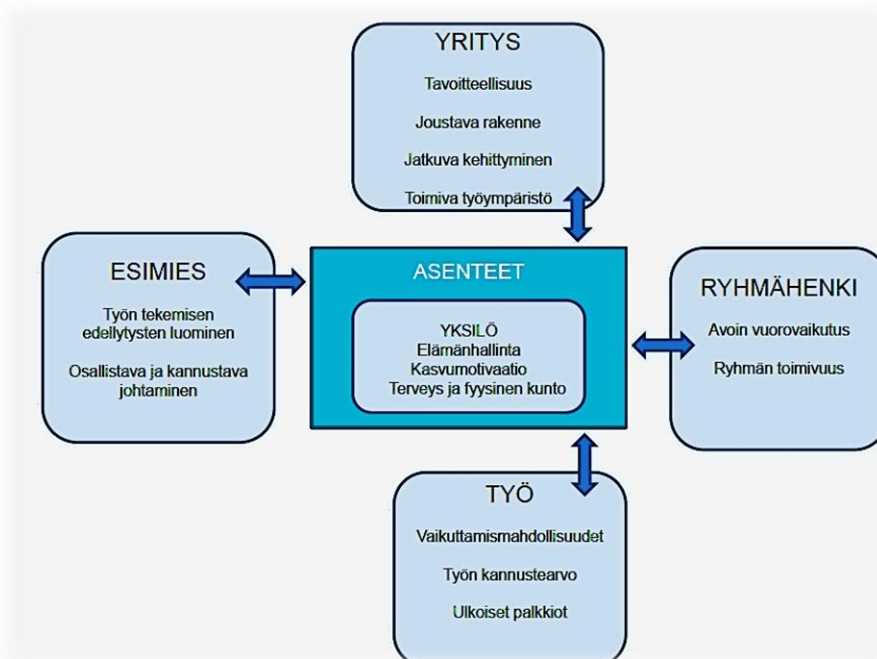 YRITYS
Tavoitteellisuus
Joustava rakenne
Jatkuva kehittyminen
Toimiva työympäristö
ESIMIES
Työn tekemisen
edellytysten luominen
Osallistava ja kannustava
johtaminen
ASENTEET
YKSILÖ
Elämänhallinta
Kasvumotivaatio
Terveys ja fyysinen kunto
RYHMÄHENKI
Avoin vuorovaikutus
Ryhmän toimivuus
TYÖ
Vaikuttamismahdollisuudet
Työn kannustearvo
Ulkoiset palkkiot